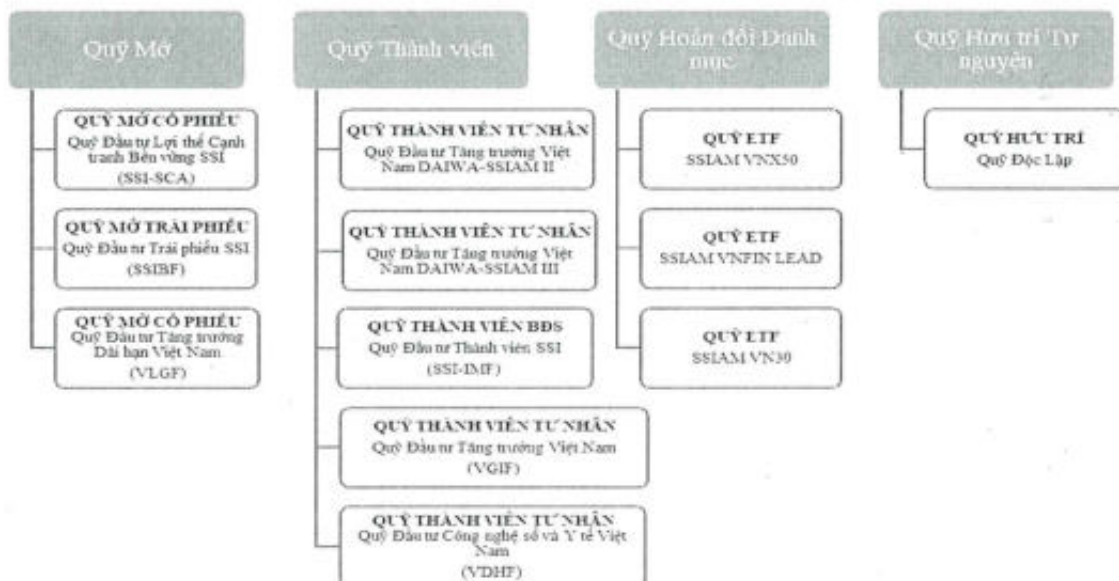 Quỹ Mở
QUỸ MỞ CỔ PHIẾU
Quỹ Đầu tư Lợi thế Cạnh
tranh Bền vững SSI
(SSI-SCA)
QUỸ MỞ TRÁI PHIẾU
Quỹ Đầu tư Trái phiếu SSI
(SSIBF)
QUỸ MỞ CỔ PHIẾU
Quỹ Đầu tư Tăng trưởng
Dài hạn Việt Nam
(VLGF)
Quỹ Thành viên
QUỸ THÀNH VIÊN TƯ NHÂN
Quỹ Đầu tư Tăng trưởng Việt
Nam DAIWA-SSIAM II
QUỸ THÀNH VIÊN TƯ NHÂN
Quỹ Đầu tư Tăng trưởng Việt
Nam DAIWA-SSIAM III
QUỸ THÀNH VIÊN BĐS
Quỹ Đầu tư Thành viên SSI
(SSI-IMF)
QUỸ THÀNH VIÊN TƯ NHÂN
Quỹ Đầu tư Tăng trưởng Việt Nam
(VGIF)
QUỸ THÀNH VIÊN TƯ NHÂN
Quỹ Đầu tư Công nghệ số và Y tế Việt
Nam
(VDHF)
Quỹ Hoán đổi Danh
mục
QUỸ ETF
SSIAM VNX50
QUỸ ETF
SSIAM VNFIN LEAD
QUỸ ETF
SSIAM VN30
Quỹ Hưu trí Tự
nguyện
QUỸ HƯU TRÍ
Quỹ Độc Lập